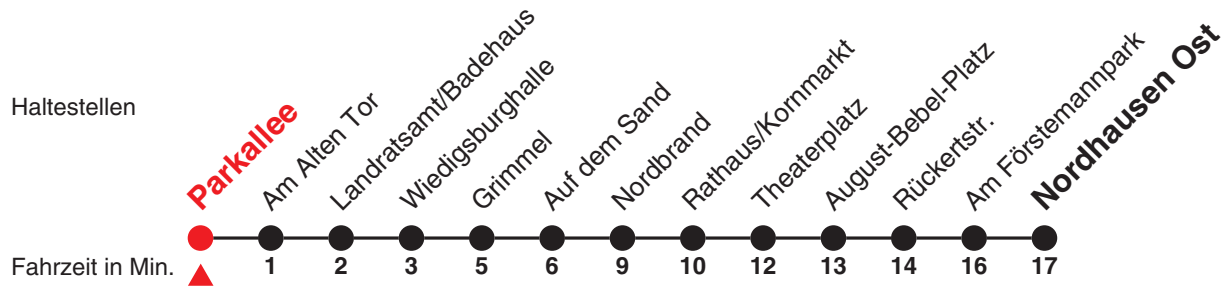 Haltestellen
Parkallee
Am Alten Tor
Landratsamt/Badehaus
Wiedigsburghalle
Grimmel
Auf dem Sand
Nordbrand
Rathaus/Kornmarkt
Theaterplatz
August-Bebel-Platz
Rückertstr.
Am Förstemannpark
Nordhausen Ost
Fahrzeit in Min. 1 2 3 5 6 9 10 12 13 14 16 17